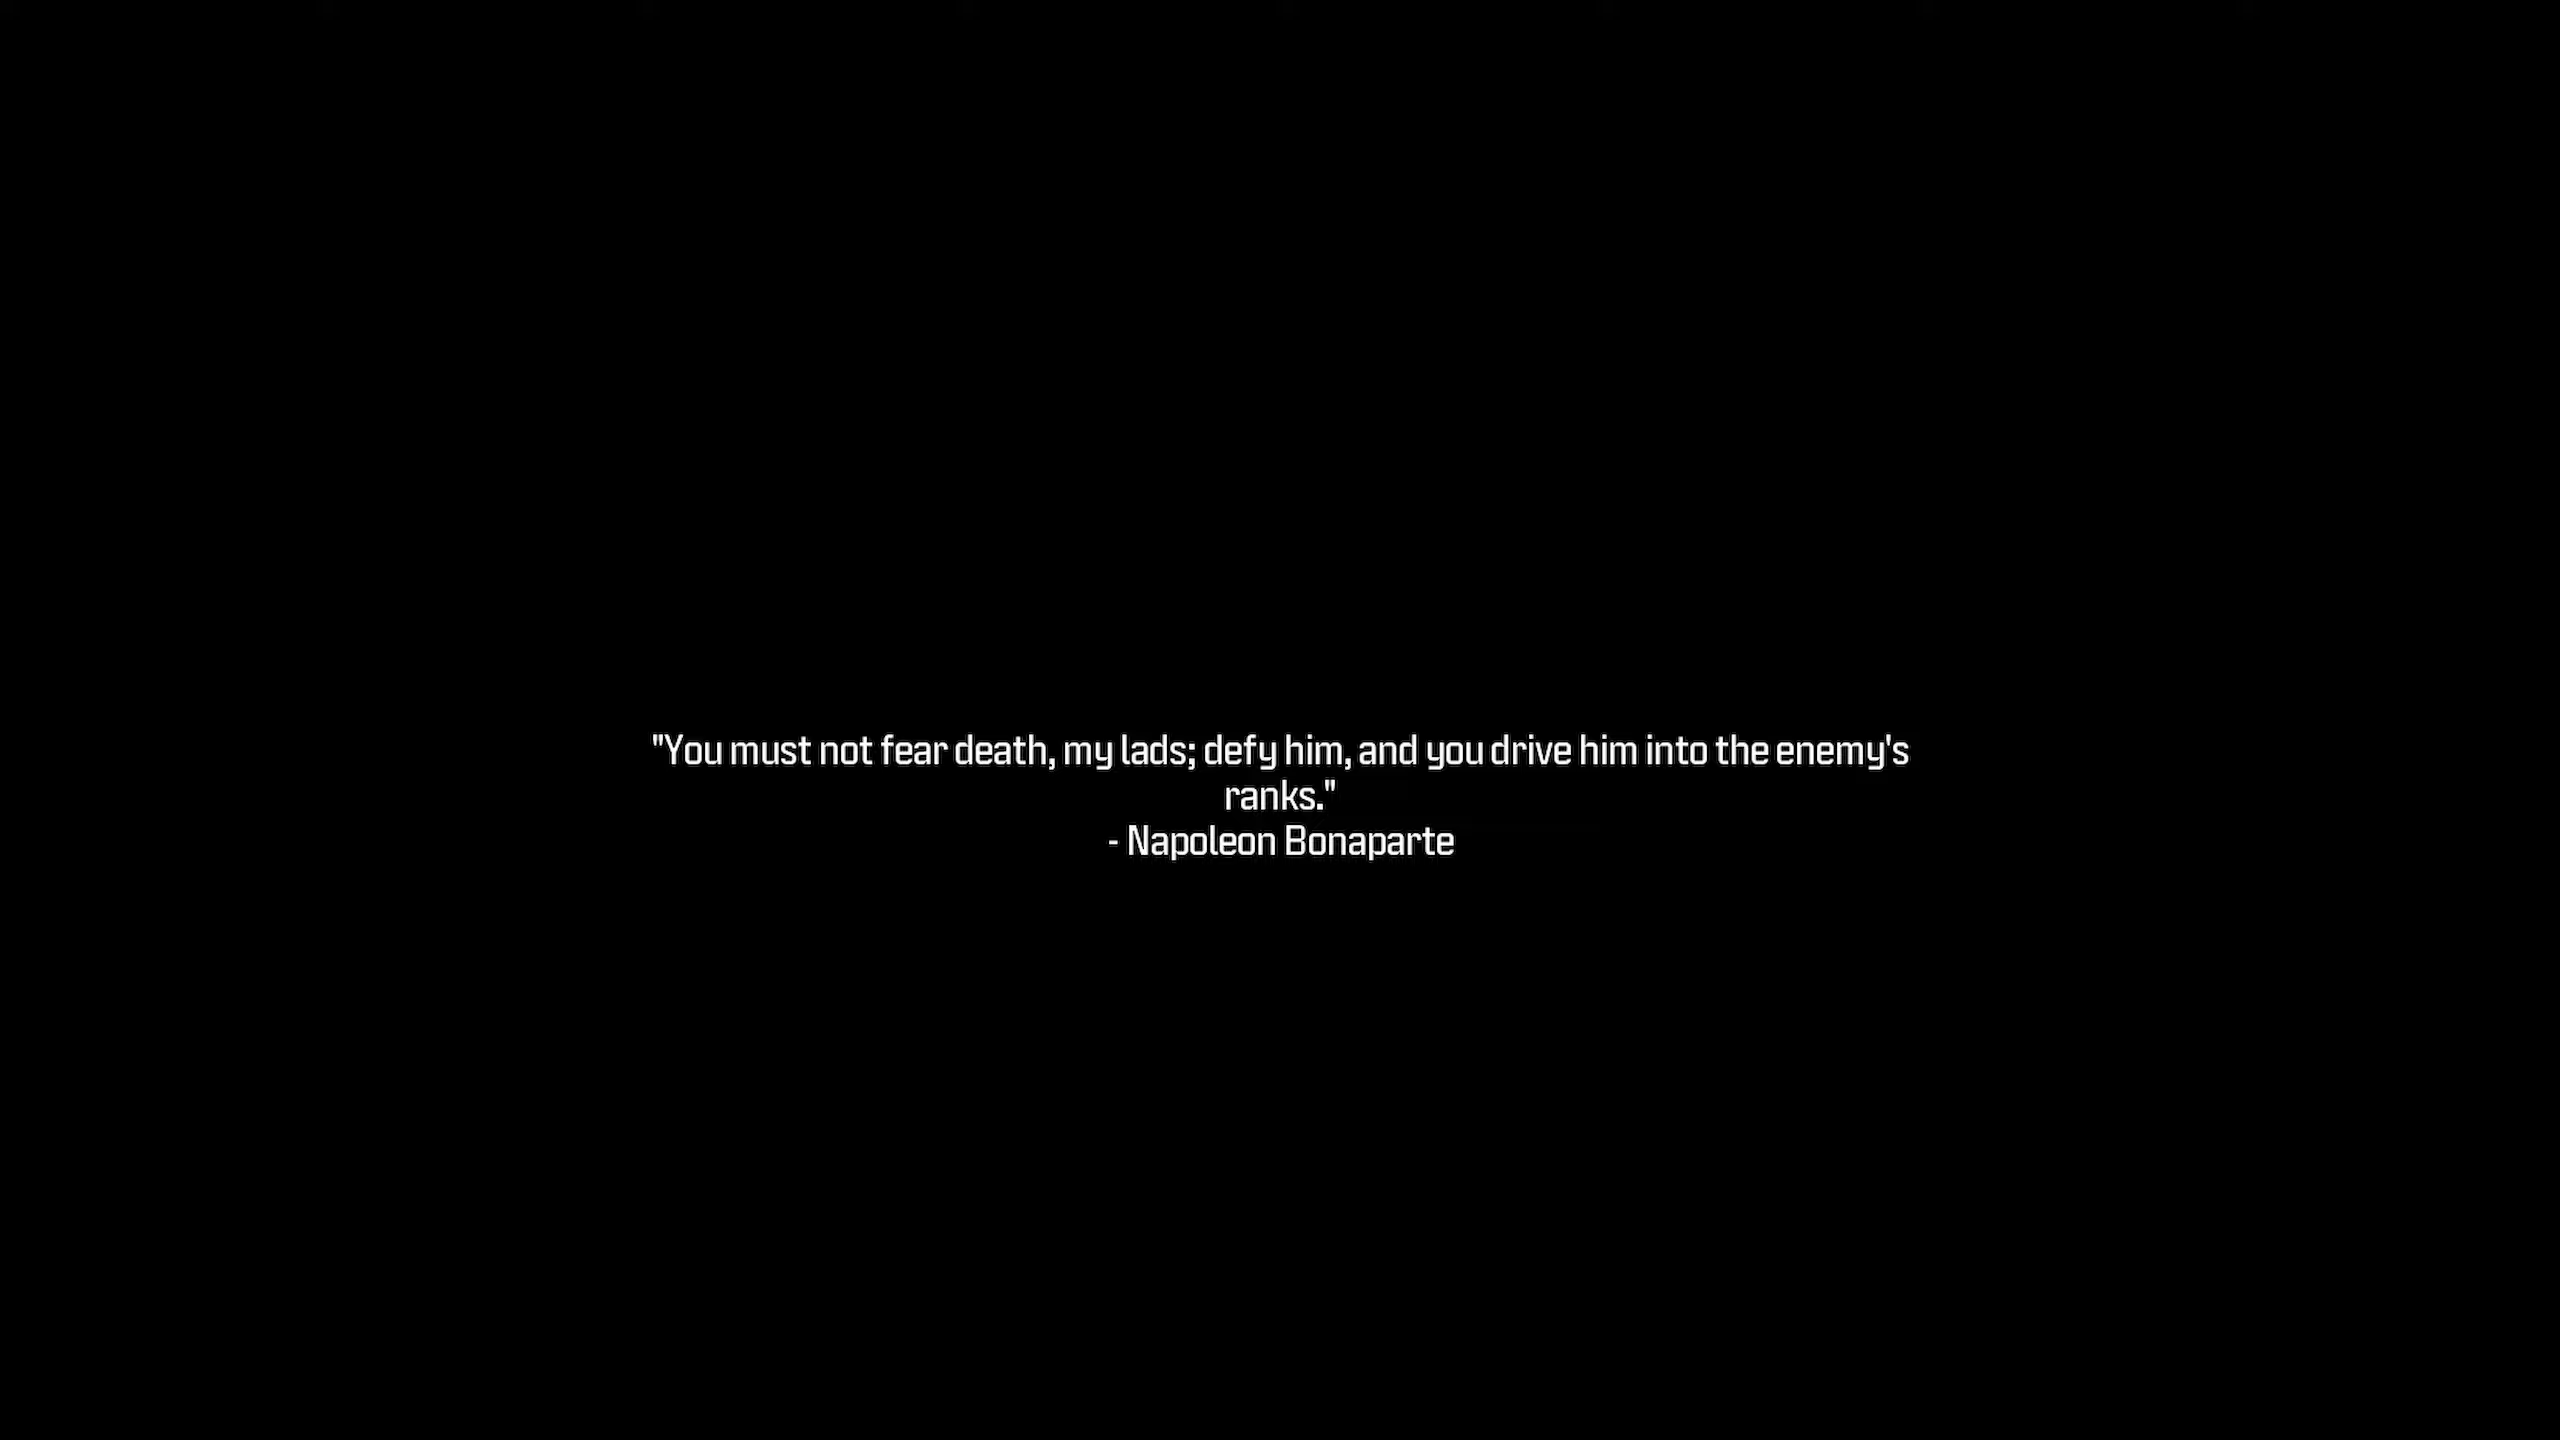 "You must not fear death, my lads; defy him, and you drive him into the enemy's
ranks."
- Napoleon Bonaparte